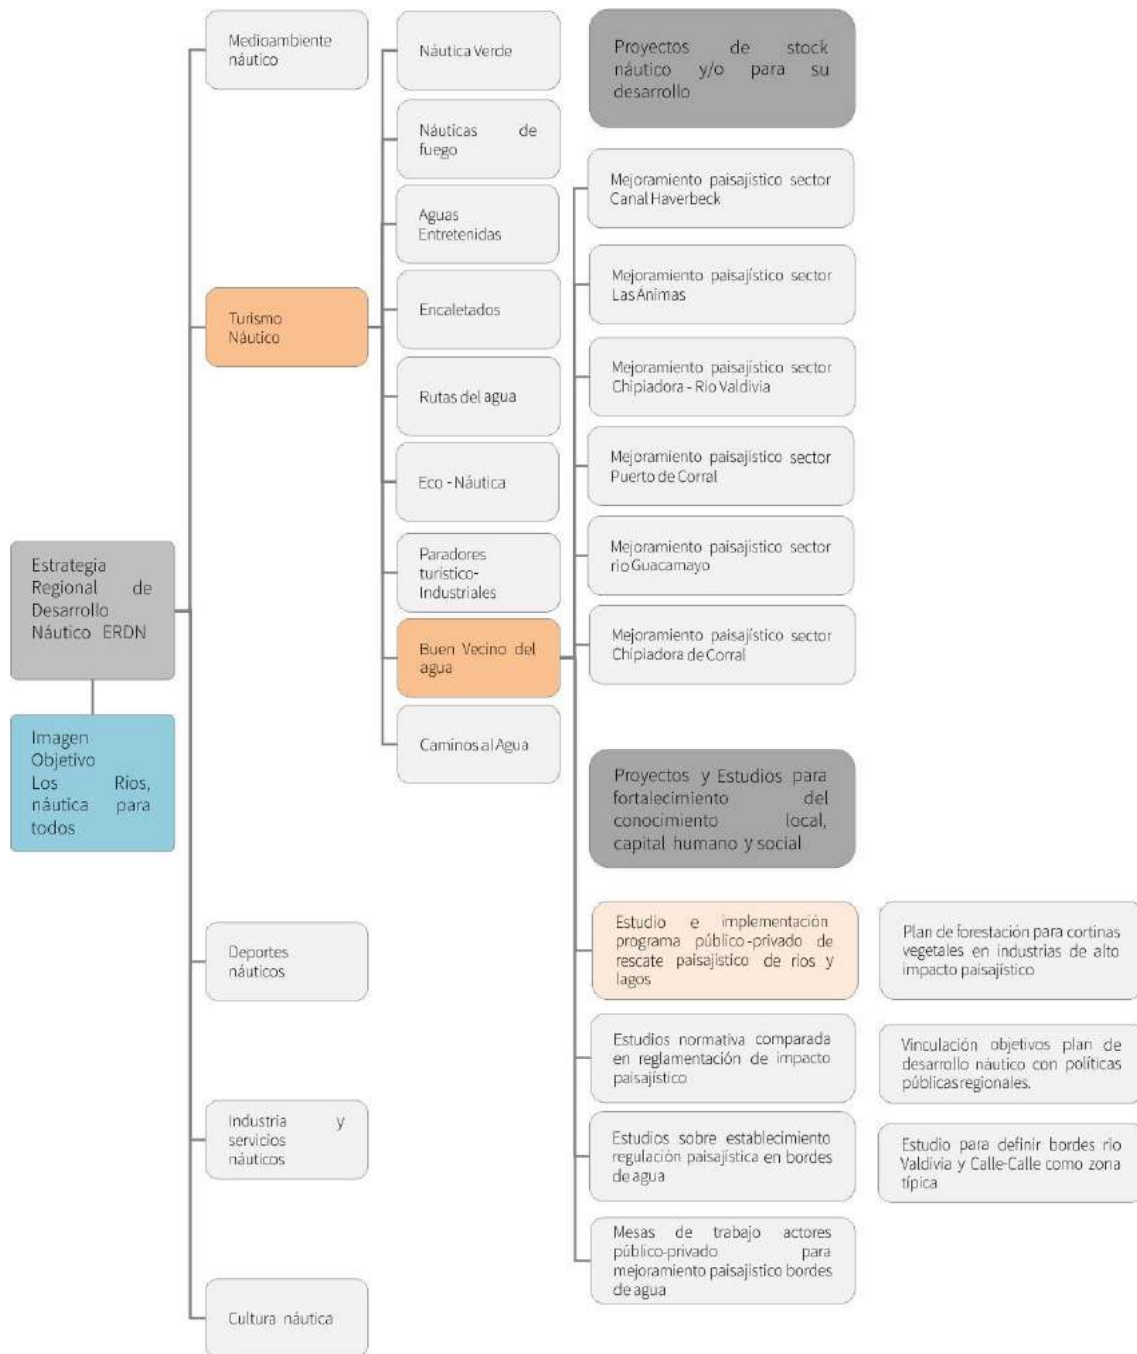 Estrategia
Regional de
Desarrollo
Náutico ERDN
Imagen
Objetivo
Los Ríos,
náutica para
todos
Medioambiente
náutico
Turismo
Náutico
Deportes
náuticos
Industria y
servicios
náuticos
Cultura náutica
Náutica Verde
Náuticas de
fuego
Aguas
Entretenidas
Encaletados
Rutas del agua
Eco - Náutica
Paradores
turístico-
Industriales
Buen Vecino del
agua
Caminos al Agua
Proyectos de stock
náutico y/o para su
desarrollo
Mejoramiento paisajístico sector
Canal Haverbeck
Mejoramiento paisajístico sector
Las Ánimas
Mejoramiento paisajístico sector
Chipiadora - Rio Valdivia
Mejoramiento paisajístico sector
Puerto de Corral
Mejoramiento paisajístico sector
rio Guacamayo
Mejoramiento paisajístico sector
Chipiadora de Corral
Proyectos y Estudios para
fortalecimiento del
conocimiento local,
capital humano y social
Estudio e implementación
programa público-privado de
rescate paisajístico de ríos y
lagos
Estudios normativa comparada
en reglamentación de impacto
paisajístico
Estudios sobre establecimiento
regulación paisajística en bordes
de agua
Mesas de trabajo actores
público-privado para
mejoramiento paisajístico bordes
de agua
Plan de forestación para cortinas
vegetales en industrias de alto
impacto paisajístico
Vinculación objetivos plan de
desarrollo náutico con políticas
públicas regionales.
Estudio para definir bordes rio
Valdivia y Calle-Calle como zona
típica